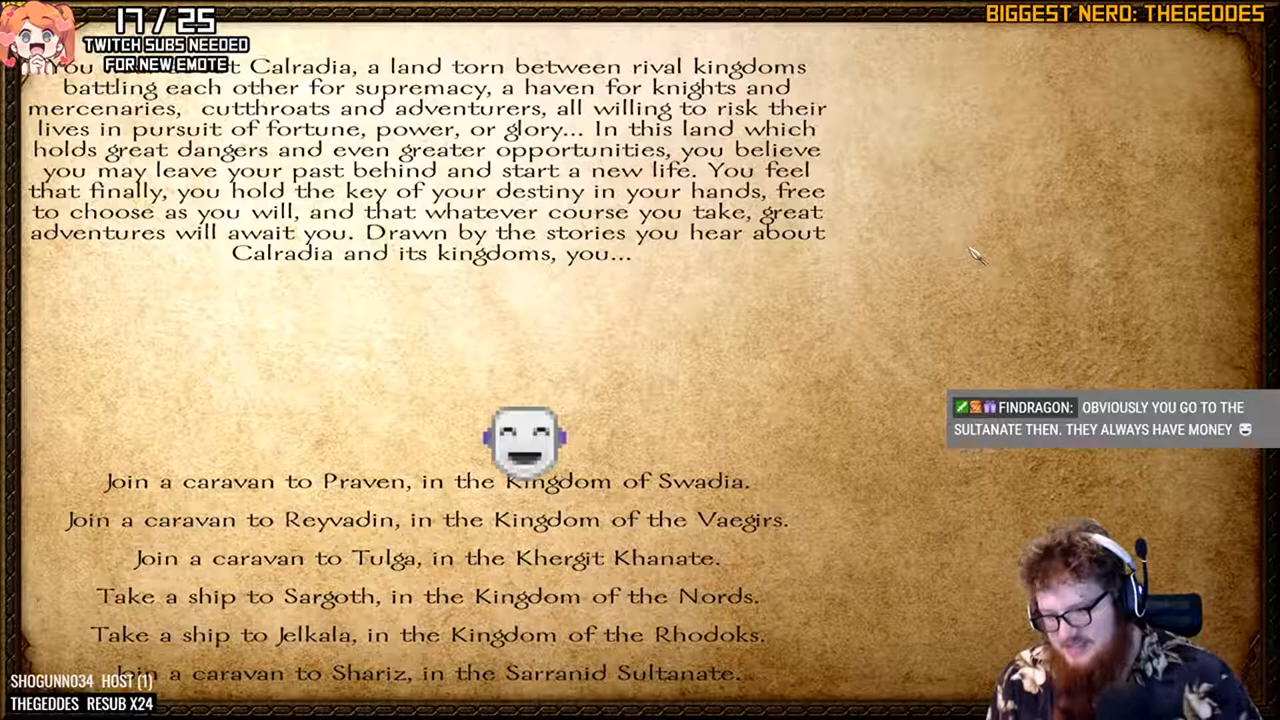 17 / 25
TWITCH SUBS NEEDED
FOR NEW EMOTE
BIGGEST NERD: THEGEDDES
Calradia, a land torn between rival kingdoms
battling each other for supremacy, a haven for knights and
mercenaries, cutthroats and adventurers, all willing to risk their
lives in pursuit of fortune, power, or glory... In this land which
holds great dangers and even greater opportunities, you believe
you may leave your past behind and start a new life. You feel
that finally, you hold the key of your destiny in your hands, free
to choose as you will, and that whatever course you take, great
adventures will await you. Drawn by the stories you hear about
Calradia and its kingdoms, you...
FINDRAGON: OBVIOUSLY YOU GO TO THE
SULTANATE THEN. THEY ALWAYS HAVE MONEY
Join a caravan to Praven, in the Kingdom of Swadia.
Join a caravan to Reyvadin, in the Kingdom of the Vaegirs.
Join a caravan to Tulga, in the Khergit Khanate.
Take a ship to Sargoth, in the Kingdom of the Nords.
Take a ship to Jelkala, in the Kingdom of the Rhodoks.
Join a caravan to Shariz, in the Sarranid Sultanate.
SHOGUNN034 HOST (1)
THEGEDDES RESUB X24